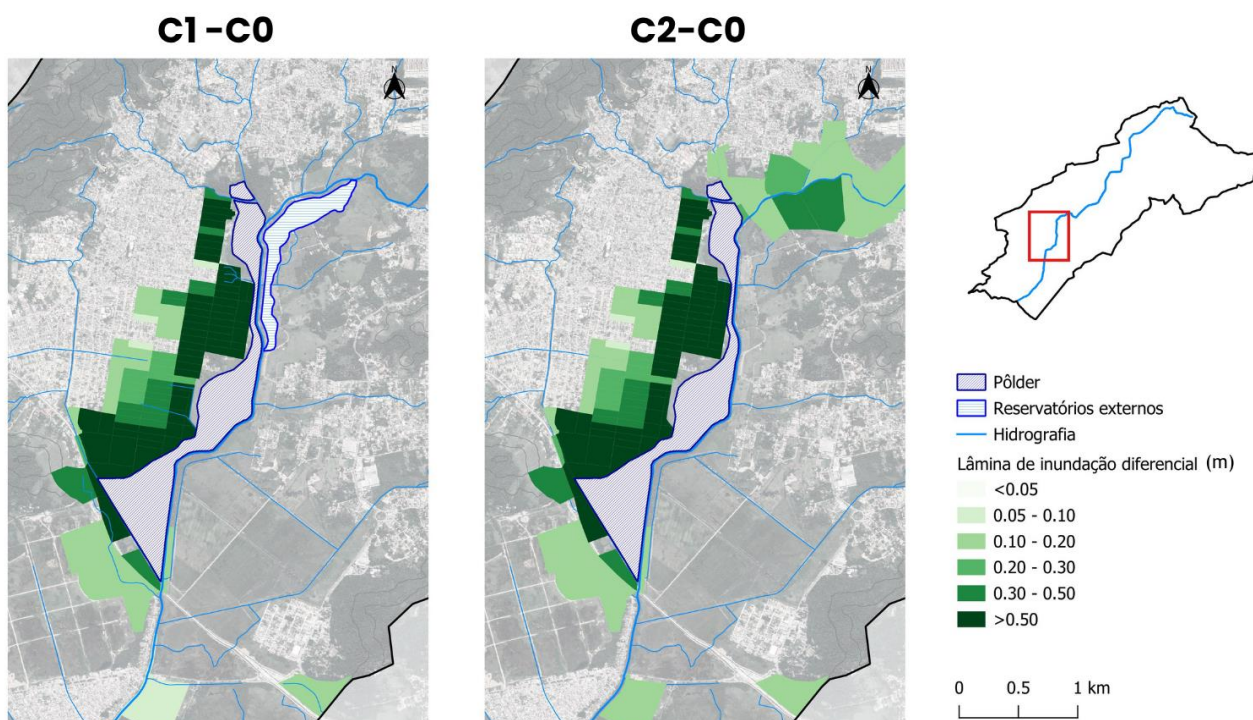 C1 -C0
C2-C0
N
N
Pôlder
Reservatórios externos
Hidrografia
Lâmina de inundação diferencial (m)
<0.05
0.05 - 0.10
0.10 - 0.20
0.20 - 0.30
0.30 - 0.50
>0.50
0 0.5 1 km